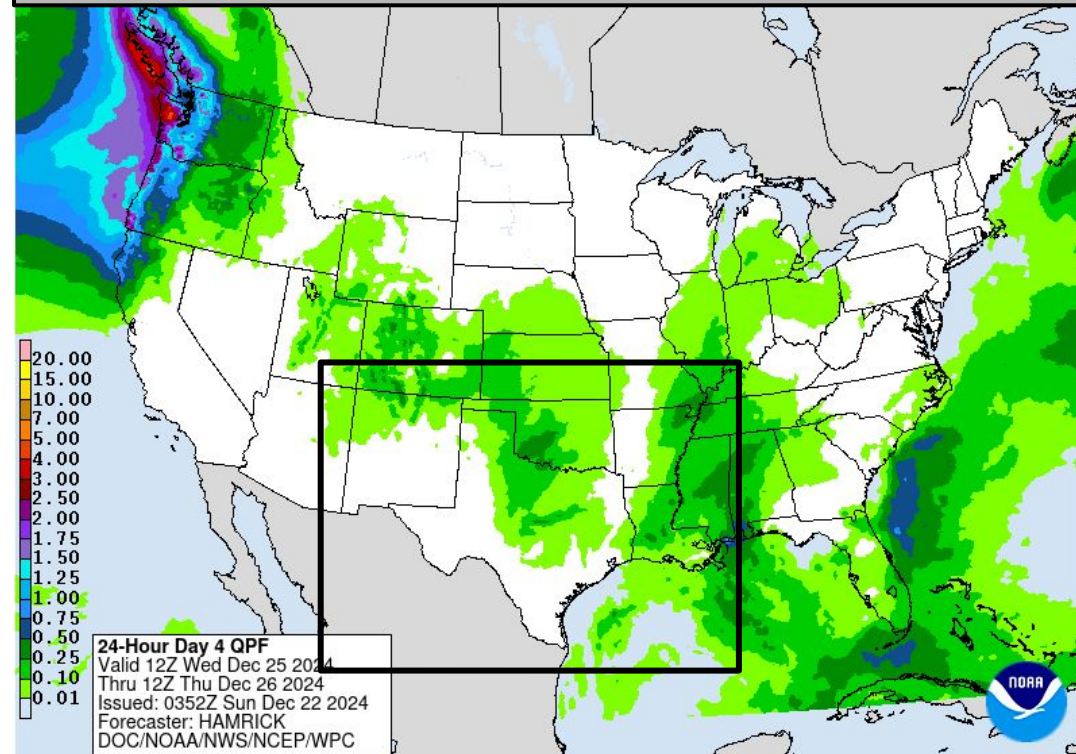 20.00
15.00
10.00
7.00
5.00
4.00
3.00
2.50
2.00
1.75
1.50
1.25
1.00
0.75
0.50
0.25
0.10
0.01
24-Hour Day 4 QPF
Valid 12Z Wed Dec 25 2024
Thru 12Z Thu Dec 26 2024
Issued: 0352Z Sun Dec 22 2024
Forecaster: HAMRICK
DOC/NOAA/NWS/NCEP/WPC
NOAA